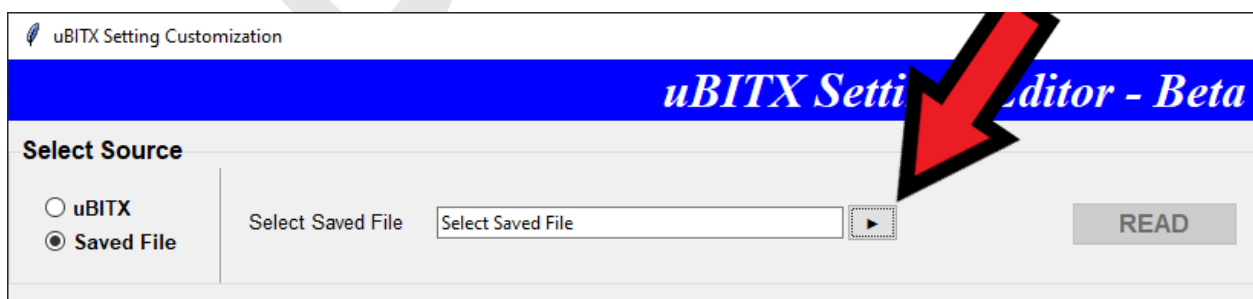 uBITX Setting Customization
uBITX Setti ditor - Beta
Select Source
uBITX
Saved File
Select Saved File
Select Saved File
►
READ